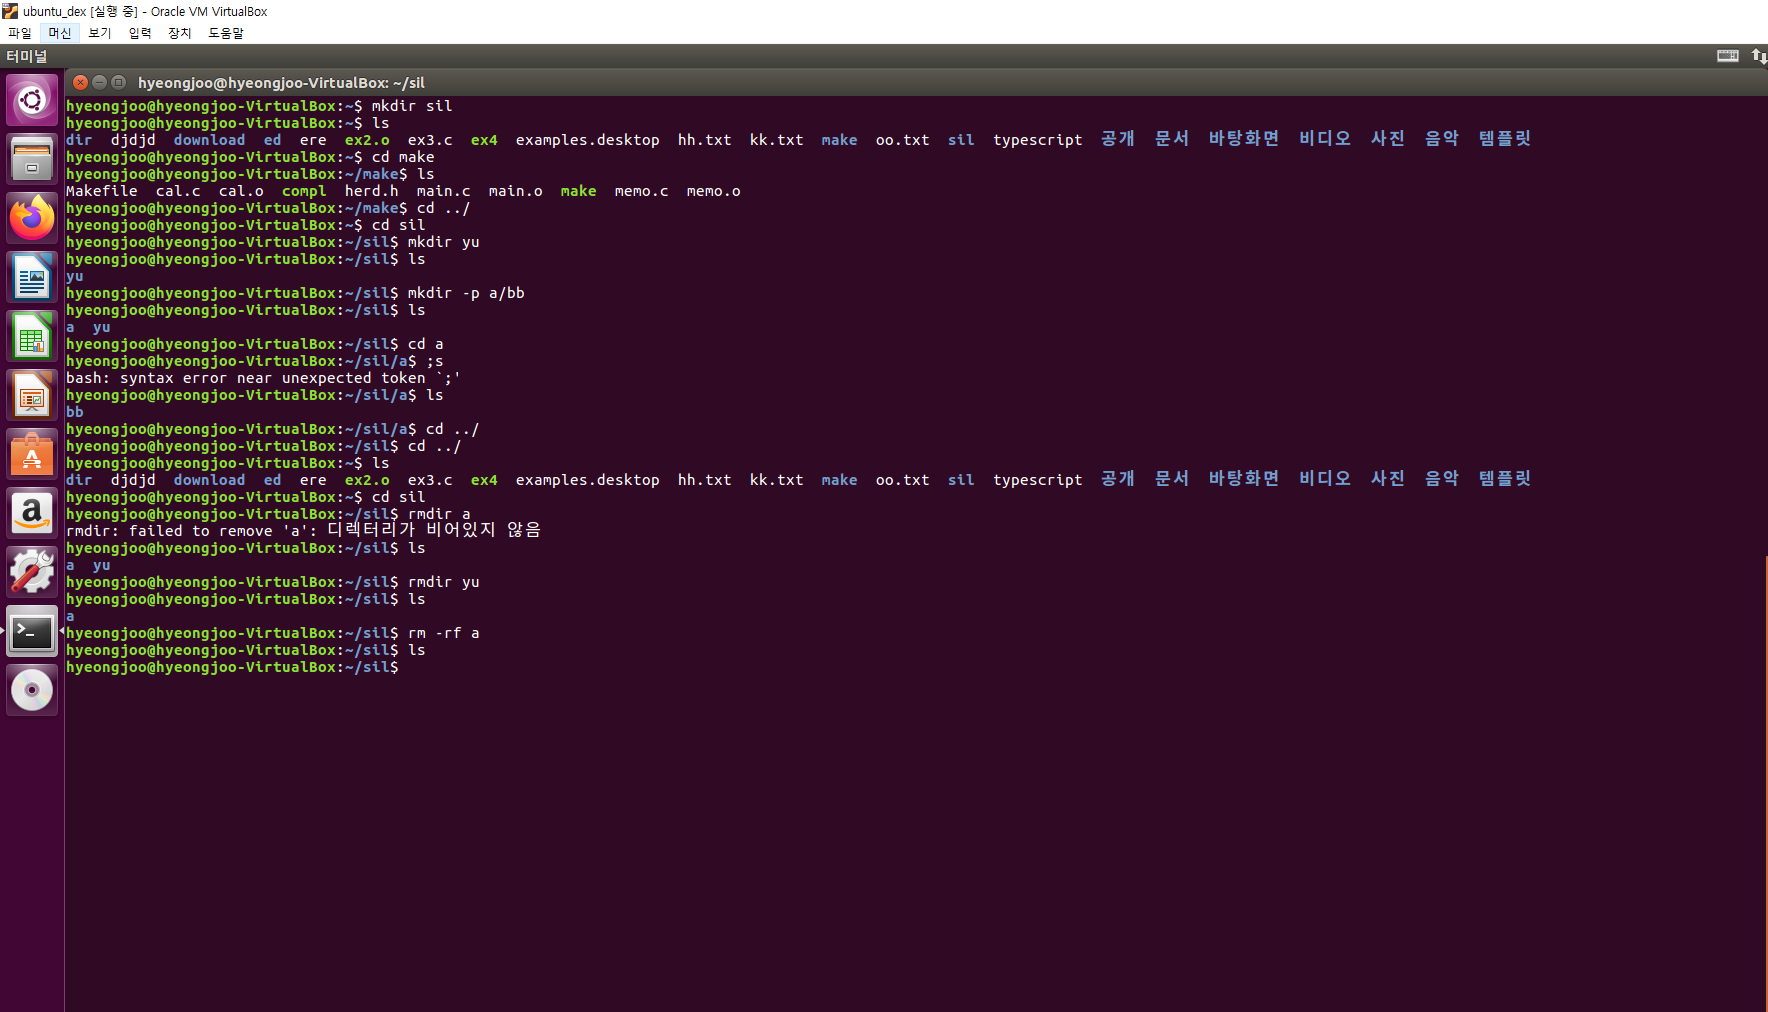 ubuntu_dex [실행 중] - Oracle VM VirtualBox
파일 머신 보기 입력 장치 도움말
터미널
hyeongjoo@hyeongjoo-VirtualBox: ~/sil
hyeongjoo@hyeongjoo-VirtualBox:~$ mkdir sil
hyeongjoo@hyeongjoo-VirtualBox:~$ ls
dir djdjd download ed ere ex2.o ex3.c ex4 examples.desktop hh.txt kk.txt make oo.txt sil typescript 공개 문서 바탕화면 비디오 사진 음악 템플릿
hyeongjoo@hyeongjoo-VirtualBox:~$ cd make
hyeongjoo@hyeongjoo-VirtualBox:~/make$ ls
Makefile cal.c cal.o compl herd.h main.c main.o make memo.c memo.o
hyeongjoo@hyeongjoo-VirtualBox:~/make$ cd ../
hyeongjoo@hyeongjoo-VirtualBox:~$ cd sil
hyeongjoo@hyeongjoo-VirtualBox:~/sil$ mkdir yu
hyeongjoo@hyeongjoo-VirtualBox:~/sil$ ls
yu
hyeongjoo@hyeongjoo-VirtualBox:~/sil$ mkdir -p a/bb
hyeongjoo@hyeongjoo-VirtualBox:~/sil$ ls
a yu
hyeongjoo@hyeongjoo-VirtualBox:~/sil$ cd a
hyeongjoo@hyeongjoo-VirtualBox:~/sil/a$ ;s
bash: syntax error near unexpected token `;'
hyeongjoo@hyeongjoo-VirtualBox:~/sil/a$ ls
bb
hyeongjoo@hyeongjoo-VirtualBox:~/sil/a$ cd ../
hyeongjoo@hyeongjoo-VirtualBox:~/sil$ cd ../
hyeongjoo@hyeongjoo-VirtualBox:~$ ls
dir djdjd download ed ere ex2.o ex3.c ex4 examples.desktop hh.txt kk.txt make oo.txt sil typescript 공개 문서 바탕화면 비디오 사진 음악 템플릿
hyeongjoo@hyeongjoo-VirtualBox:~$ cd sil
hyeongjoo@hyeongjoo-VirtualBox:~/sil$ rmdir a
rmdir: failed to remove 'a': 디렉터리가 비어있지 않음
hyeongjoo@hyeongjoo-VirtualBox:~/sil$ ls
a yu
hyeongjoo@hyeongjoo-VirtualBox:~/sil$ rmdir yu
hyeongjoo@hyeongjoo-VirtualBox:~/sil$ ls
a
hyeongjoo@hyeongjoo-VirtualBox:~/sil$ rm -rf a
hyeongjoo@hyeongjoo-VirtualBox:~/sil$ ls
hyeongjoo@hyeongjoo-VirtualBox:~/sil$